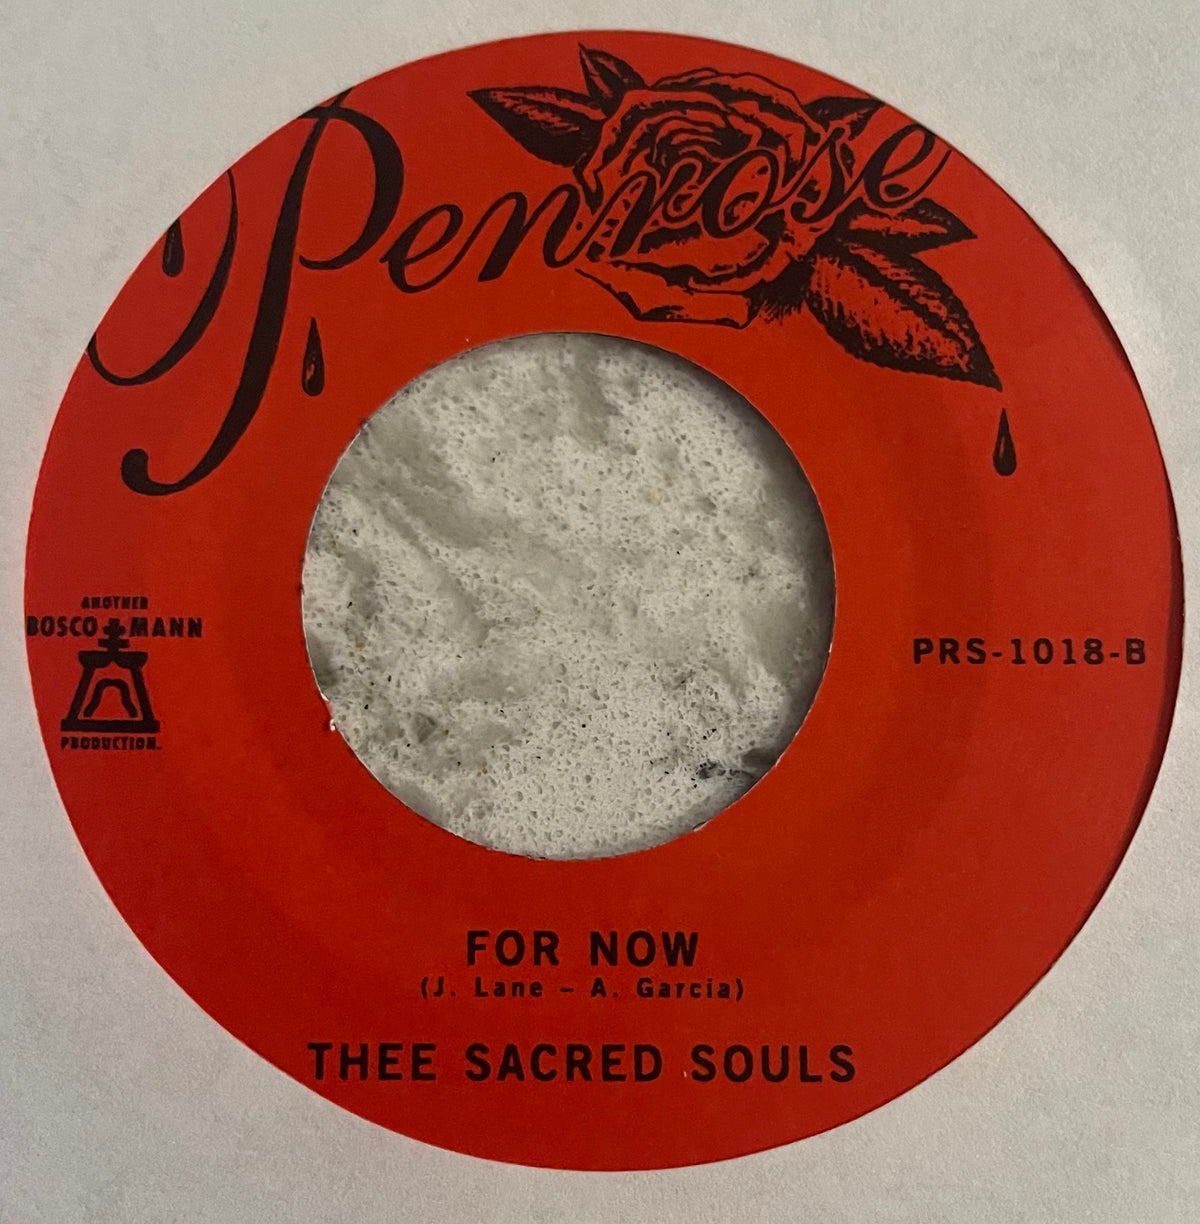 Penrose
ANOTHER
BOSCO MANN
PRODUCTION.
PRS-1018-B
FOR NOW
(J. Lane – A. Garcia)
THEE SACRED SOULS